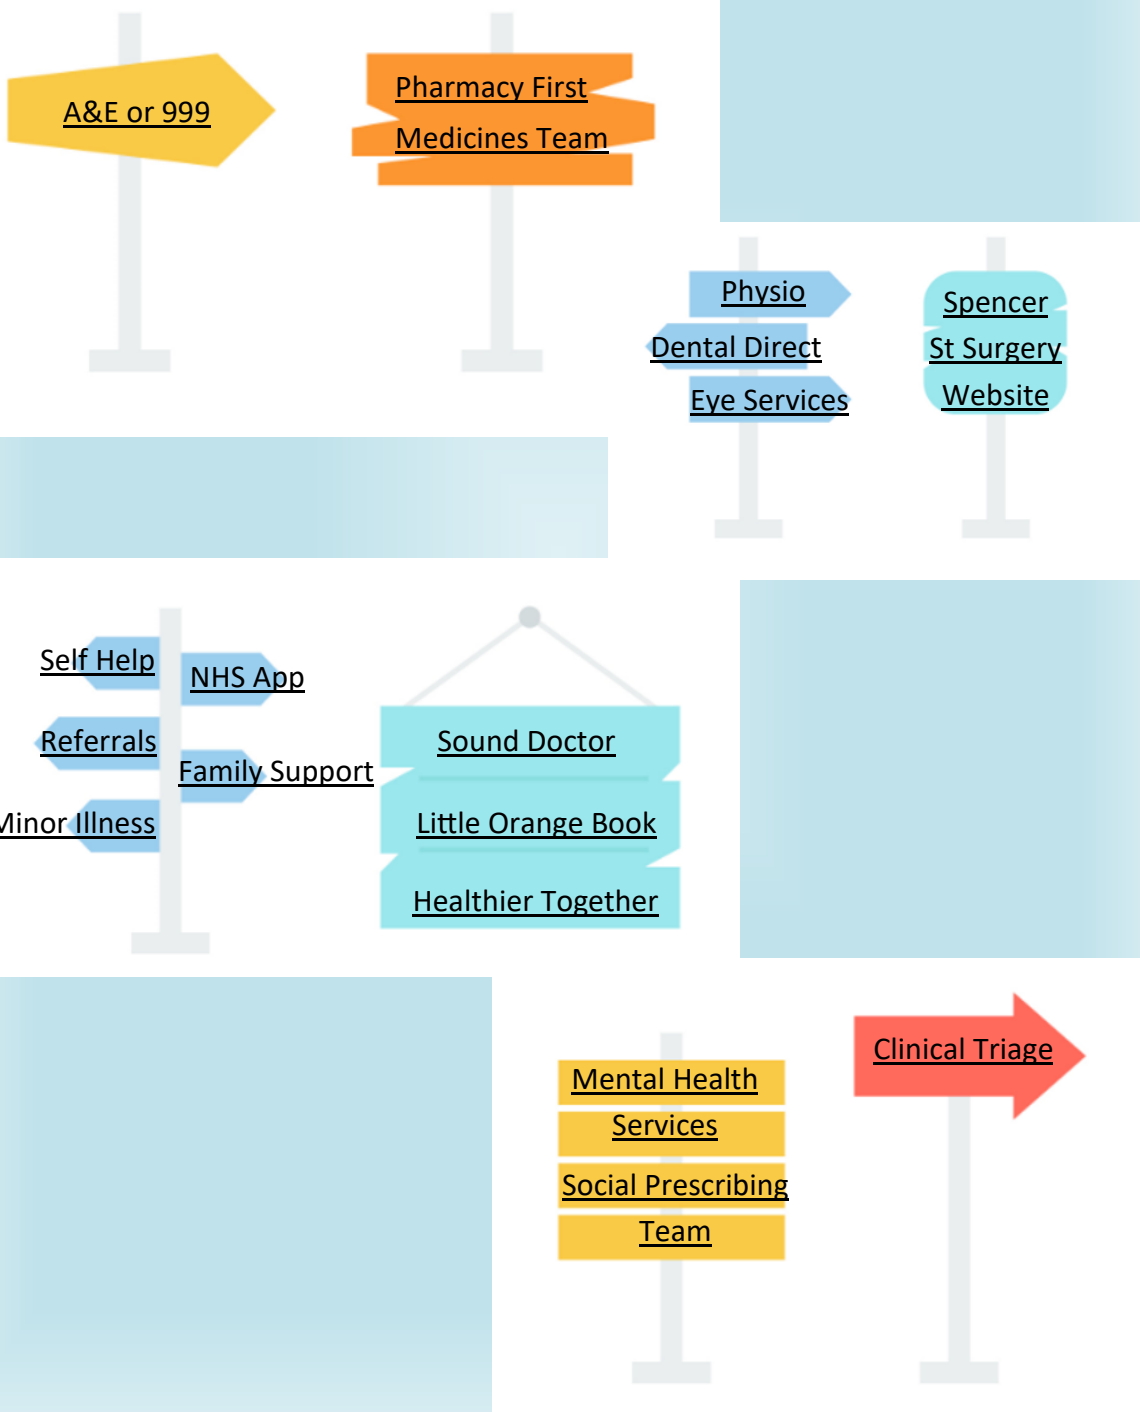 A&E or 999
Pharmacy First
Medicines Team
Physio
Dental Direct
Eye Services
Spencer
St Surgery
Website
Self Help
NHS App
Referrals
Family Support
Minor Illness
Sound Doctor
Little Orange Book
Healthier Together
Mental Health
Services
Social Prescribing
Team
Clinical Triage